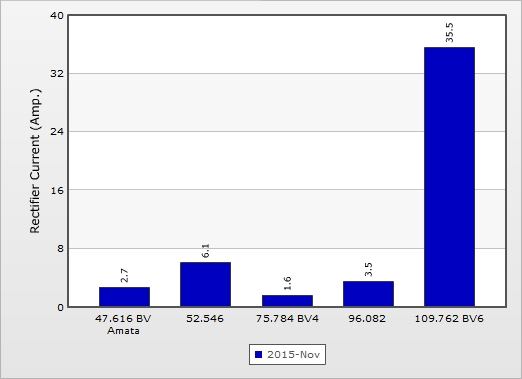 40
32
24
16
8
0
Rectifier Current (Amp.)
2.7
6.1
1.6
3.5
35.5
47.616 BV
Amata
52.546
75.784 BV4
96.082
109.762 BV6
2015-Nov